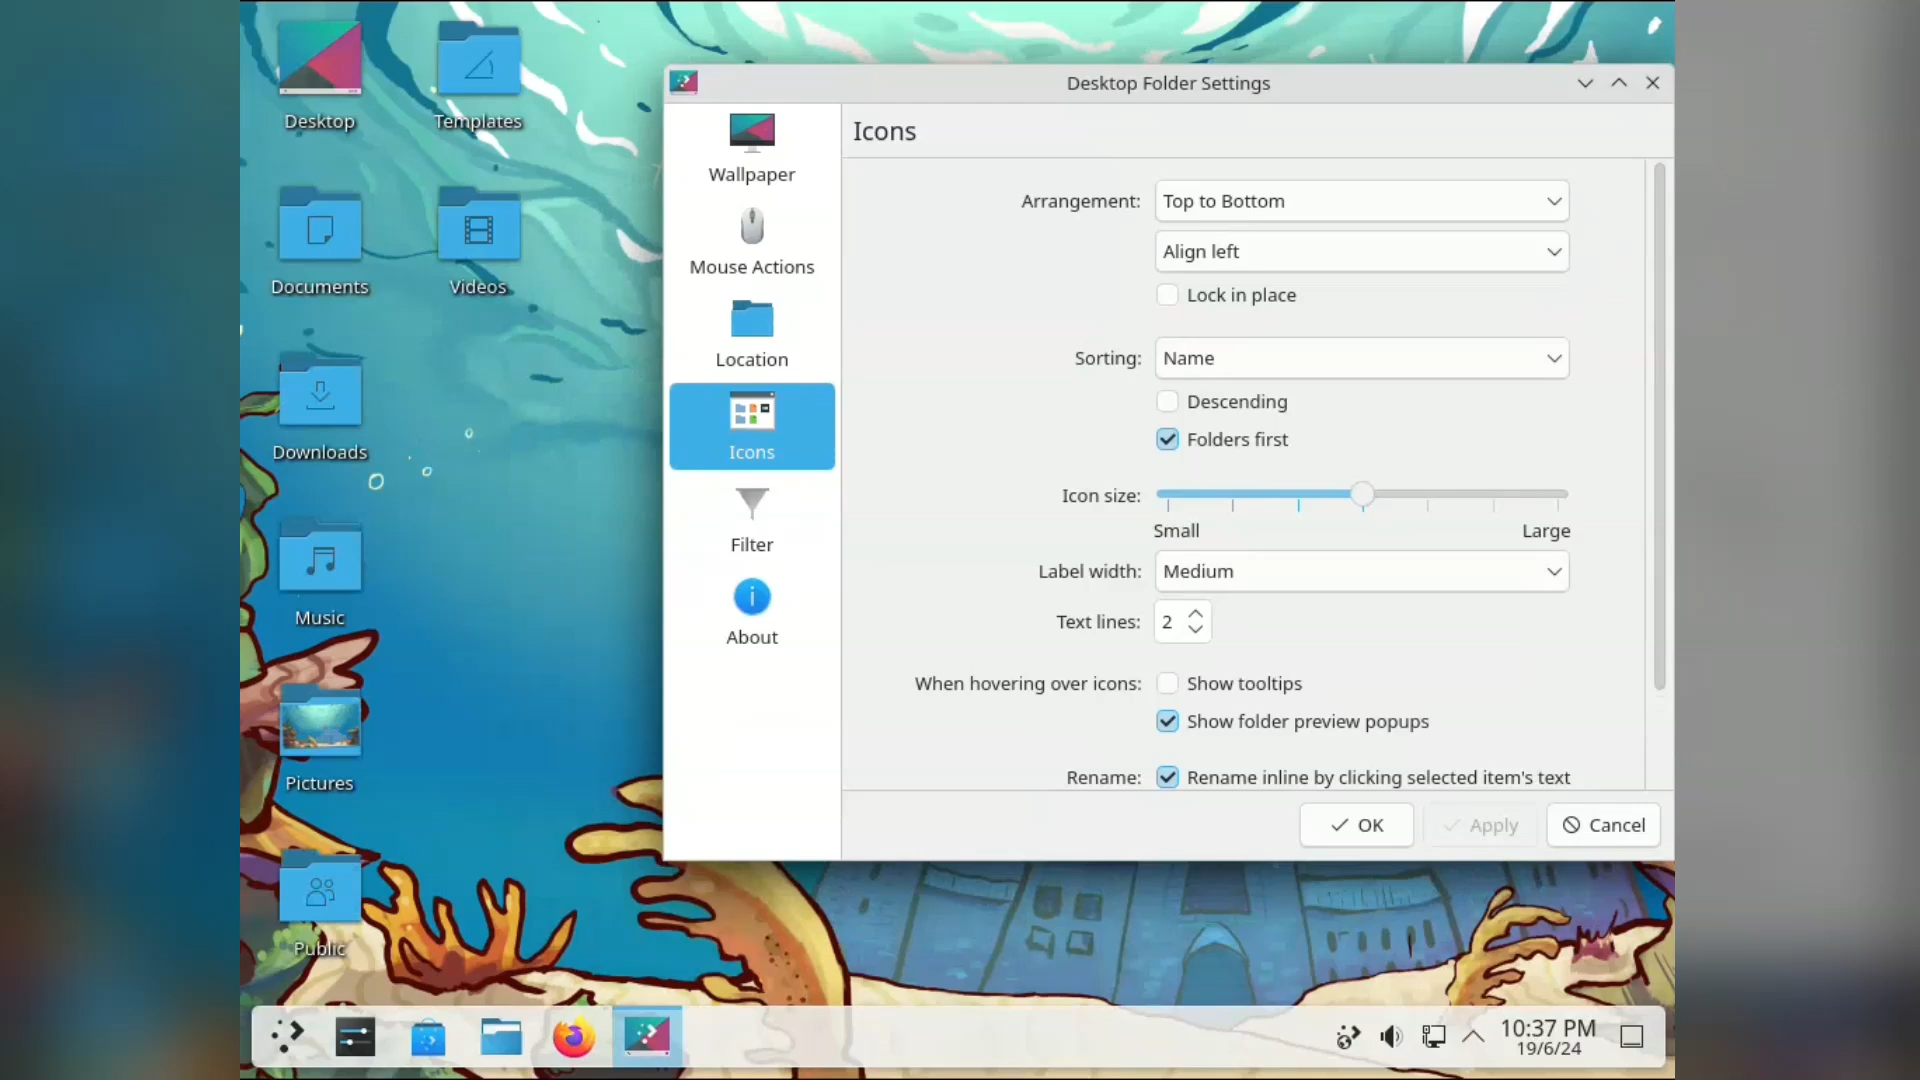 Desktop
Templates
Documents
Videos
Downloads
Music
Pictures
Public
Desktop Folder Settings
Wallpaper
Mouse Actions
Location
Icons
Filter
About
Icons
Arrangement: Top to Bottom
Align left
Lock in place
Sorting: Name
Descending
Folders first
Icon size:
Small Large
Label width: Medium
Text lines: 2
When hovering over icons: Show tooltips
Show folder preview popups
Rename: Rename inline by clicking selected item's text
OK Apply Cancel
10:37 PM
19/6/24